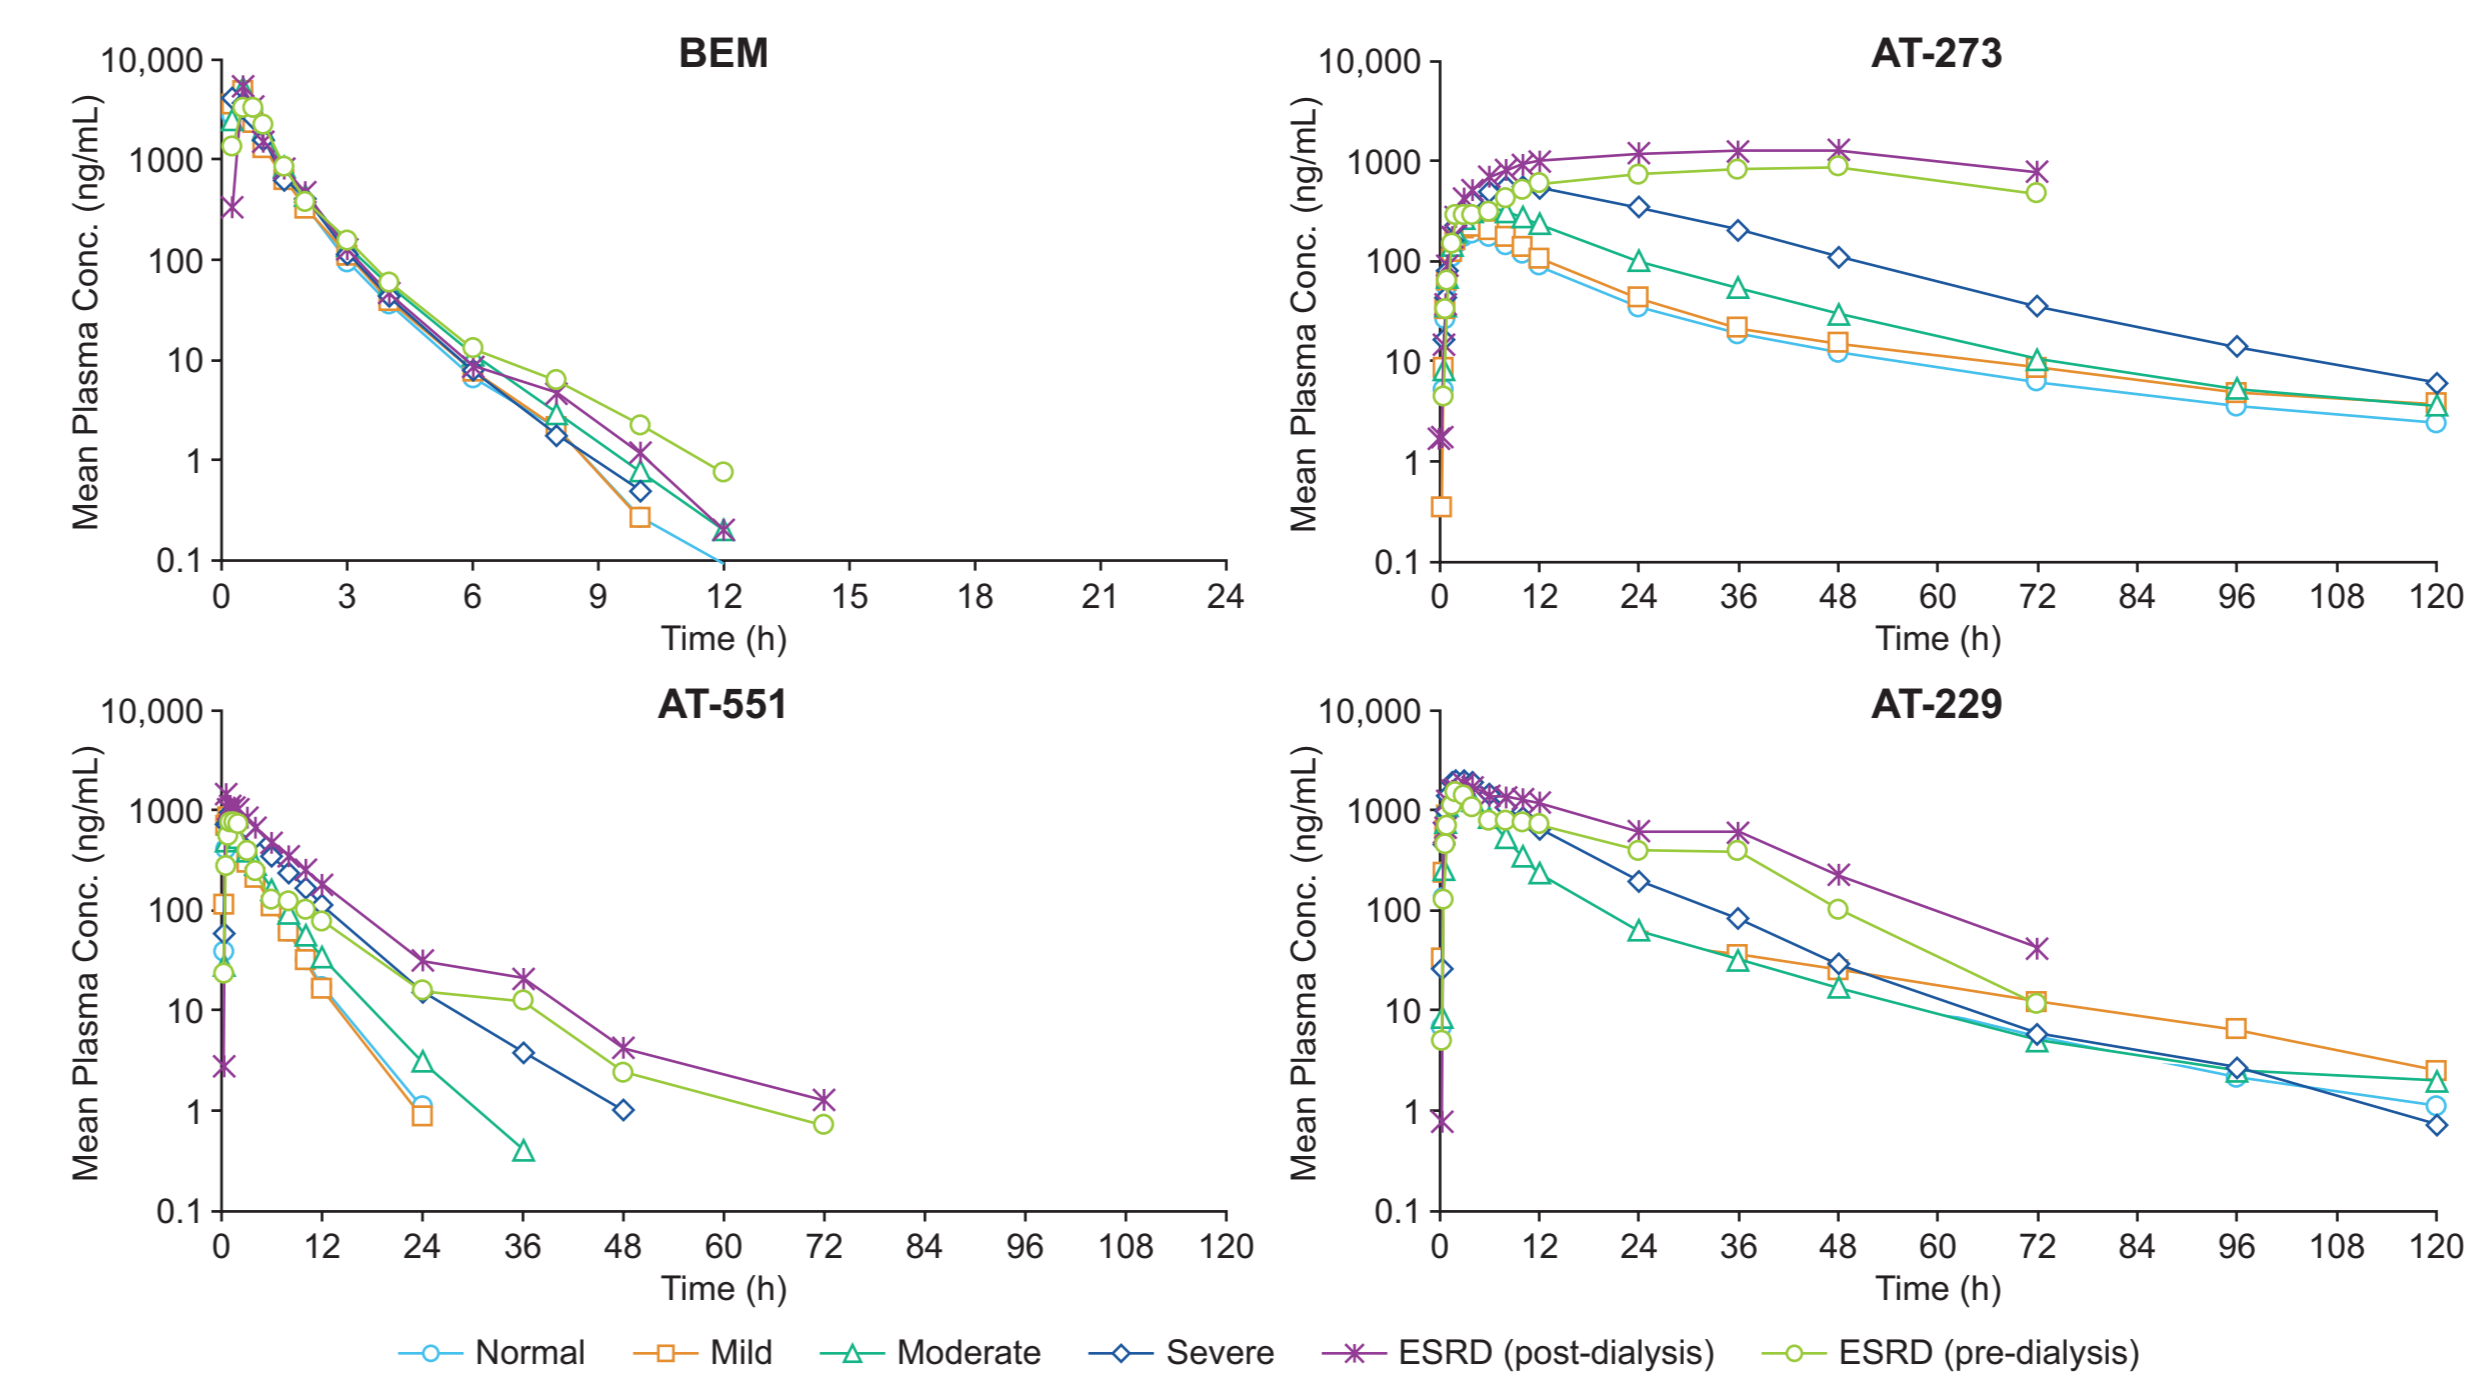 BEM
Mean Plasma Conc. (ng/mL)
10,000
1000
100
10
1
0.1
0 3 6 9 12 15 18 21 24
Time (h)
AT-273
Mean Plasma Conc. (ng/mL)
10,000
1000
100
10
1
0.1
0 12 24 36 48 60 72 84 96 108 120
Time (h)
AT-551
Mean Plasma Conc. (ng/mL)
10,000
1000
100
10
1
0.1
0 12 24 36 48 60 72 84 96 108 120
Time (h)
AT-229
Mean Plasma Conc. (ng/mL)
10,000
1000
100
10
1
0.1
0 12 24 36 48 60 72 84 96 108 120
Time (h)
Normal Mild Moderate Severe ESRD (post-dialysis) ESRD (pre-dialysis)